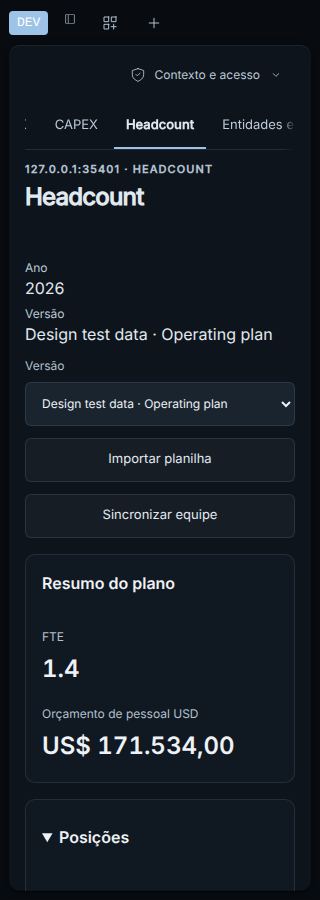 DEV
Contexto e acesso
CAPEX
Headcount
Entidades e
127.0.0.1:35401 · HEADCOUNT
Headcount
Ano
2026
Versão
Design test data · Operating plan
Versão
Design test data · Operating plan
Importar planilha
Sincronizar equipe
Resumo do plano
FTE
1.4
Orçamento de pessoal USD
US$ 171.534,00
Posições